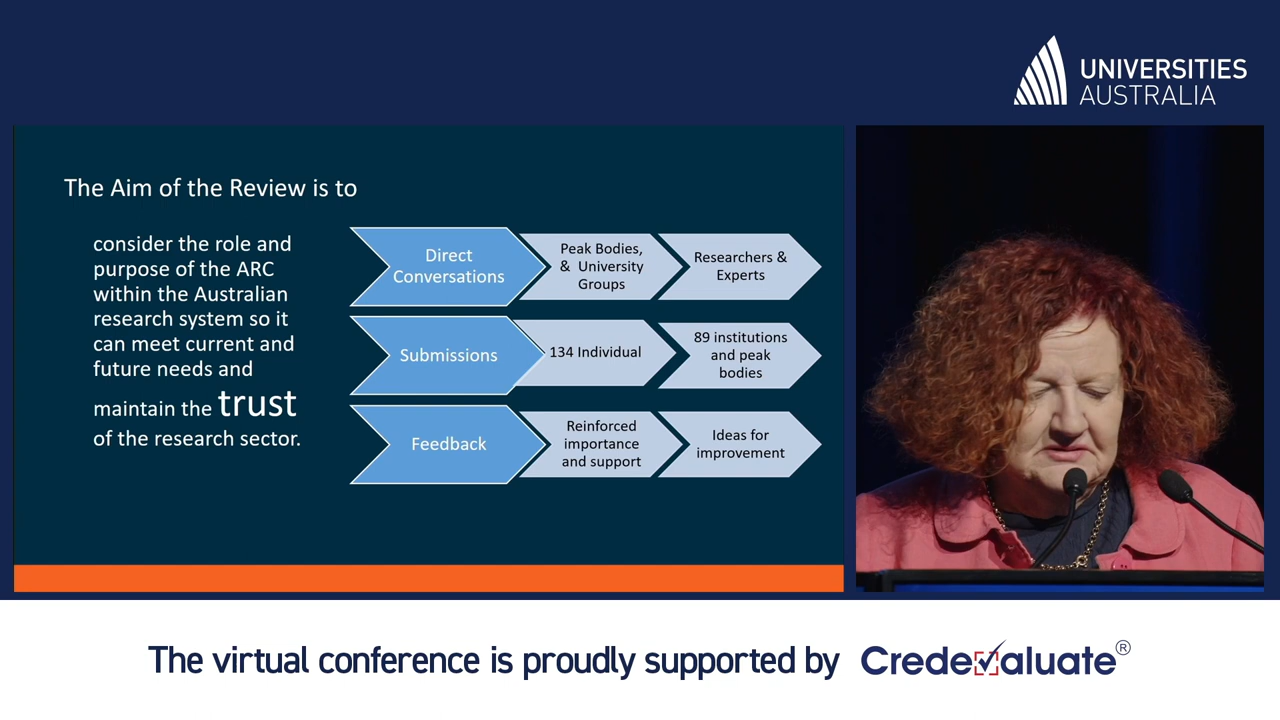 UNIVERSITIES
AUSTRALIA
The Aim of the Review is to
consider the role and
purpose of the ARC
within the Australian
research system so it
can meet current and
future needs and
maintain the trust
of the research sector.
Direct
Conversations
Peak Bodies,
& University
Groups
Researchers &
Experts
Submissions
134 Individual
89 institutions
and peak
bodies
Feedback
Reinforced
importance
and support
Ideas for
improvement
The virtual conference is proudly supported by Credevaluate®